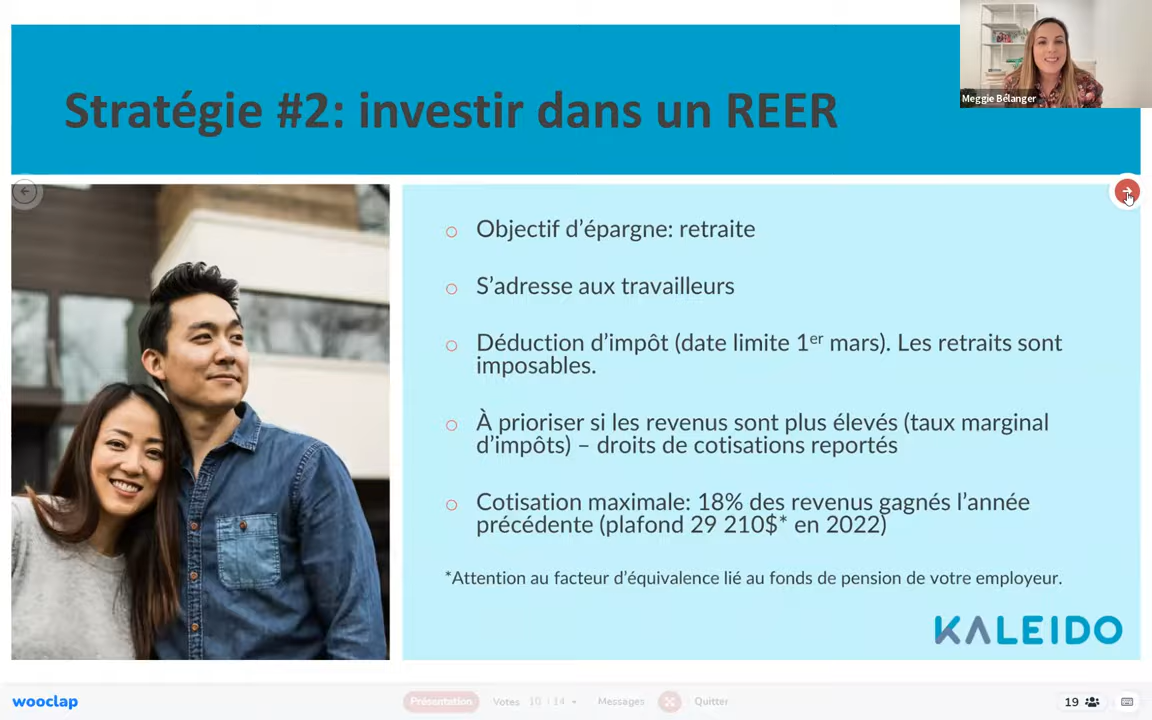 Meggie Bélanger
Stratégie #2: investir dans un REER
Objectif d’épargne: retraite
S’adresse aux travailleurs
Déduction d’impôt (date limite 1er mars). Les retraits sont
imposables.
À prioriser si les revenus sont plus élevés (taux marginal
d’impôts) – droits de cotisations reportés
Cotisation maximale: 18% des revenus gagnés l’année
précédente (plafond 29 210$* en 2022)
*Attention au facteur d’équivalence lié au fonds de pension de votre employeur.
KALEIDO
wooclap
Présentation
Votes 10 / 14
Messages
Quitter
19